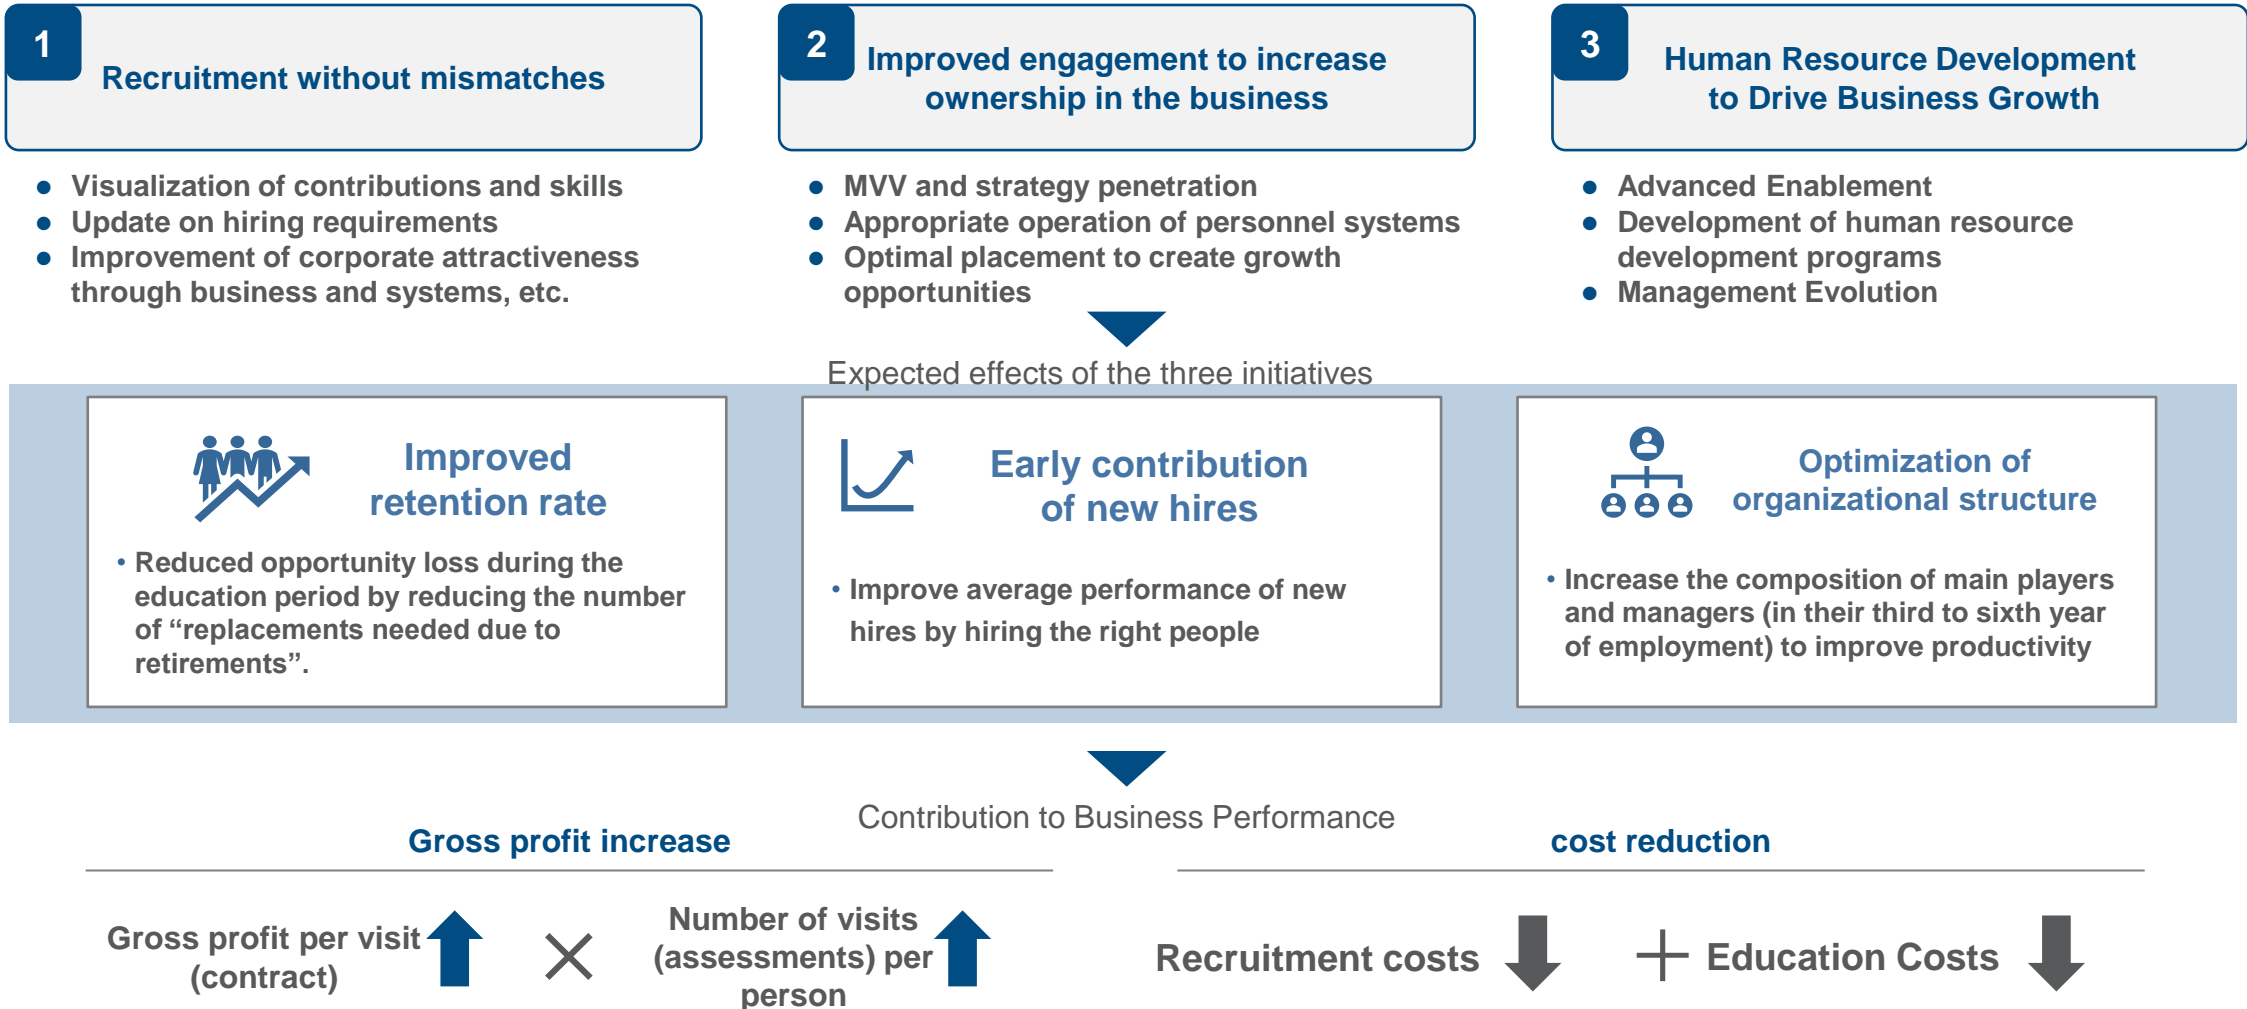 1
Recruitment without mismatches
● Visualization of contributions and skills
● Update on hiring requirements
● Improvement of corporate attractiveness
through business and systems, etc.
2
Improved engagement to increase
ownership in the business
● MVV and strategy penetration
● Appropriate operation of personnel systems
● Optimal placement to create growth
opportunities
3
Human Resource Development
to Drive Business Growth
● Advanced Enablement
● Development of human resource
development programs
● Management Evolution
Expected effects of the three initiatives
Improved
retention rate
• Reduced opportunity loss during the
education period by reducing the number
of “replacements needed due to
retirements”.
Early contribution
of new hires
• Improve average performance of new
hires by hiring the right people
Optimization of
organizational structure
• Increase the composition of main players
and managers (in their third to sixth year
of employment) to improve productivity
Contribution to Business Performance
Gross profit increase
Gross profit per visit
(contract)
×
Number of visits
(assessments) per
person
cost reduction
Recruitment costs
+
Education Costs